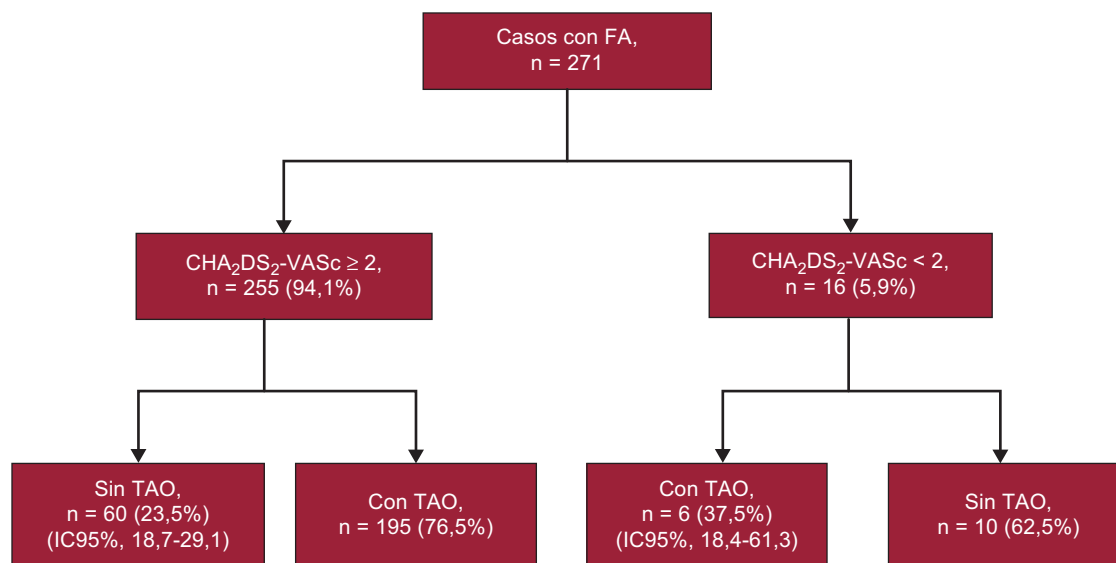 Casos con FA,
n = 271
CHA₂DS₂-VASc ≥ 2,
n = 255 (94,1%)
CHA₂DS₂-VASc < 2,
n = 16 (5,9%)
Sin TAO,
n = 60 (23,5%)
(IC95%, 18,7-29,1)
Con TAO,
n = 195 (76,5%)
Con TAO,
n = 6 (37,5%)
(IC95%, 18,4-61,3)
Sin TAO,
n = 10 (62,5%)